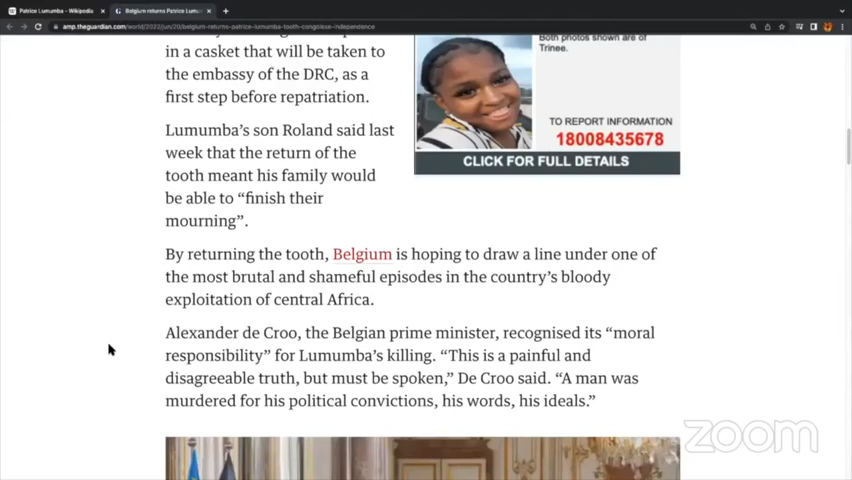 Patrice Lumumba – Wikipedia
Belgium returns Patrice Lumu
amp.theguardian.com/world/2022/jun/20/belgium-returns-patrice-lumumba-tooth-congolese-independence
in a casket that will be taken to
the embassy of the DRC, as a
first step before repatriation.
Both photos shown are of
Trinee.
TO REPORT INFORMATION
18008435678
CLICK FOR FULL DETAILS
Lumumba's son Roland said last
week that the return of the
tooth meant his family would
be able to “finish their
mourning”.
By returning the tooth, Belgium is hoping to draw a line under one of
the most brutal and shameful episodes in the country's bloody
exploitation of central Africa.
Alexander de Croo, the Belgian prime minister, recognised its “moral
responsibility” for Lumumba's killing. “This is a painful and
disagreeable truth, but must be spoken,” De Croo said. “A man was
murdered for his political convictions, his words, his ideals.”
zoom